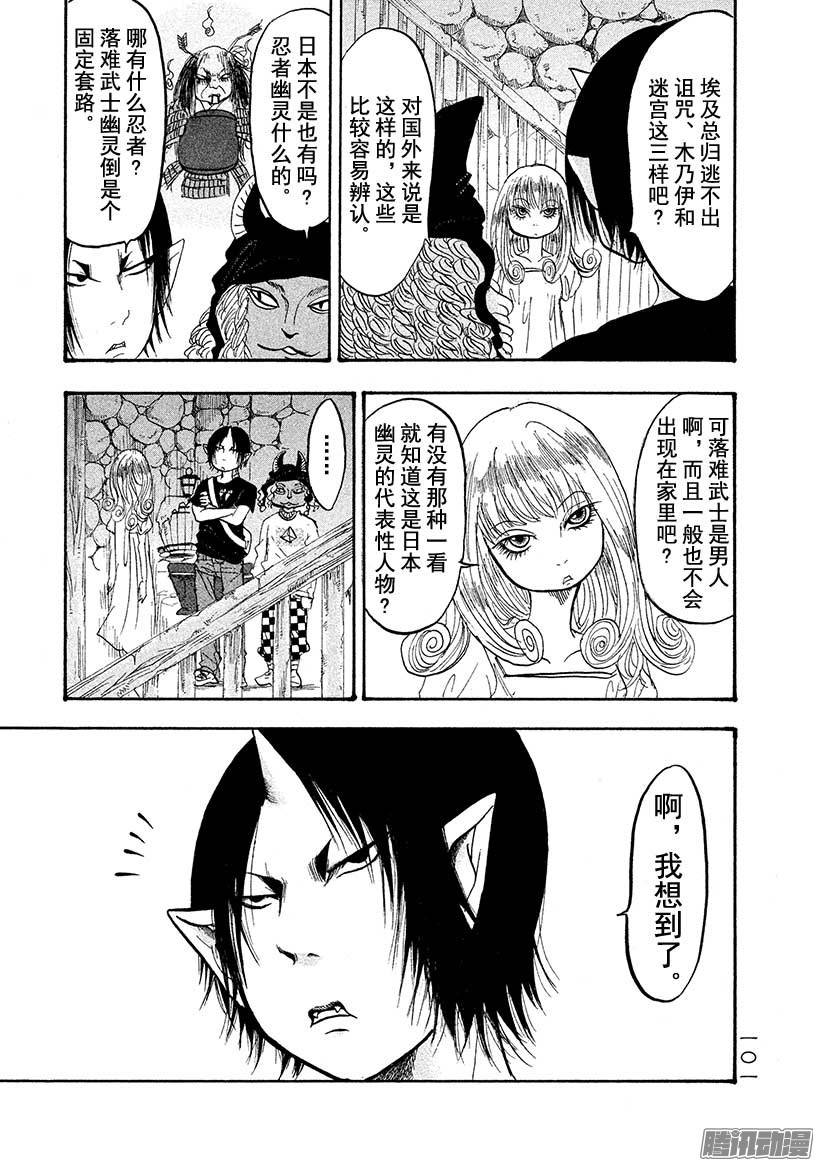 埃及总归逃不出
诅咒、木乃伊和
迷宫这三样吧？
对国外来说是
这样的，这些
比较容易辨认。
日本不是也有吗？
忍者幽灵什么的。
哪有什么忍者？
落难武士幽灵倒是个
固定套路。
可落难武士是男人
啊，而且一般也不会
出现在家里吧？
有没有那种一看
就知道这是日本
幽灵的代表性人物？
……
啊，我想到了。
一〇一
腾讯动漫